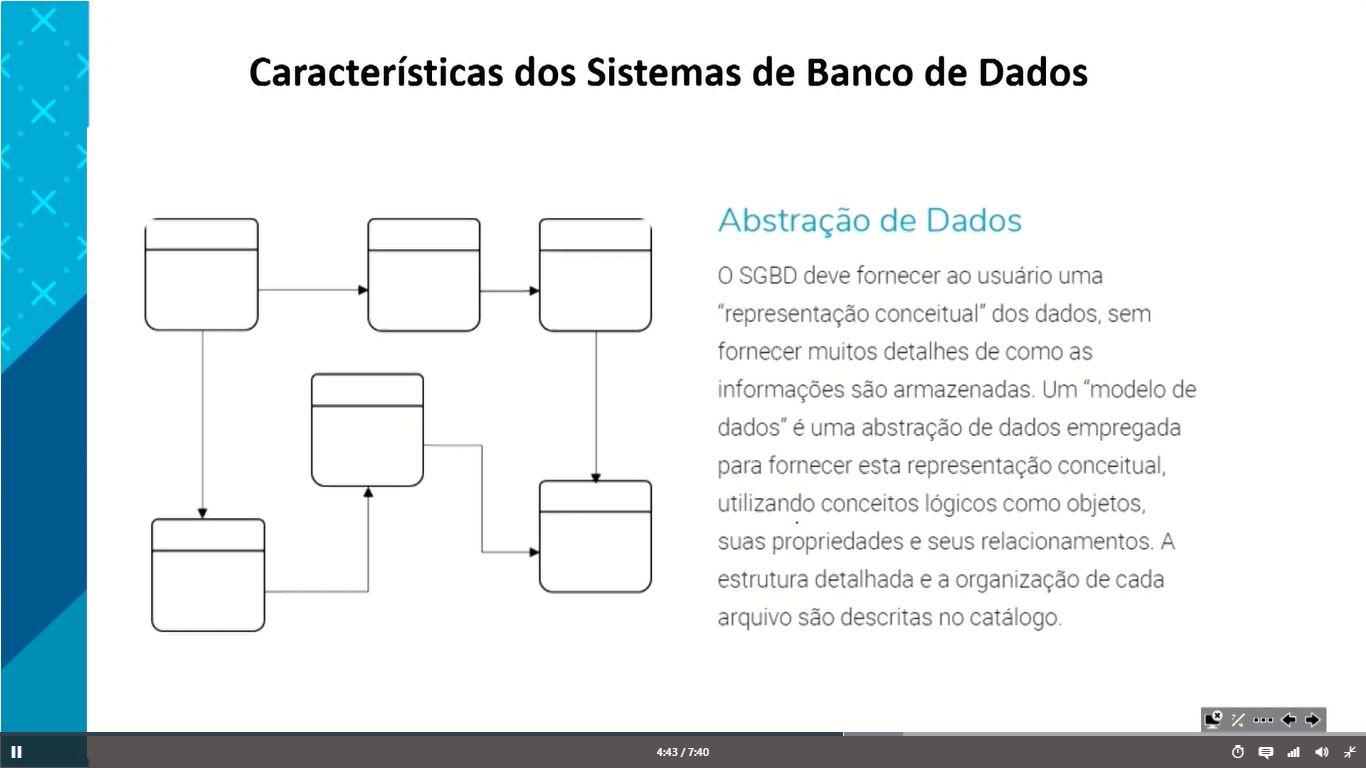 Características dos Sistemas de Banco de Dados
Abstração de Dados
O SGBD deve fornecer ao usuário uma
“representação conceitual” dos dados, sem
fornecer muitos detalhes de como as
informações são armazenadas. Um “modelo de
dados” é uma abstração de dados empregada
para fornecer esta representação conceitual,
utilizando conceitos lógicos como objetos,
suas propriedades e seus relacionamentos. A
estrutura detalhada e a organização de cada
arquivo são descritas no catálogo.
4:43 / 7:40